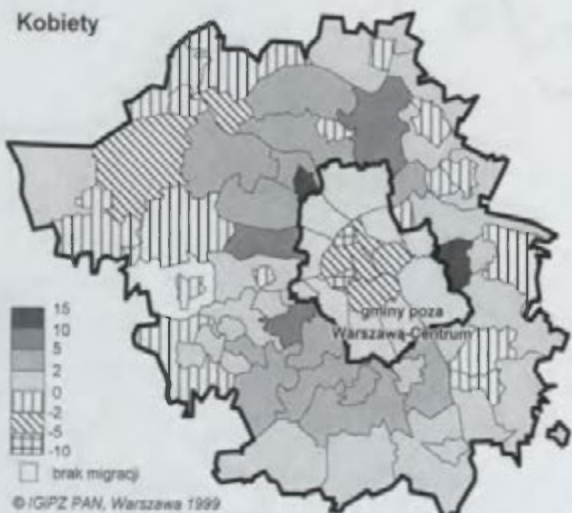 Kobiety
gminy poza
Warszawą-Centrum
15
10
5
2
0
-2
-5
-10
brak migracji
© IGiPZ PAN, Warszawa 1999